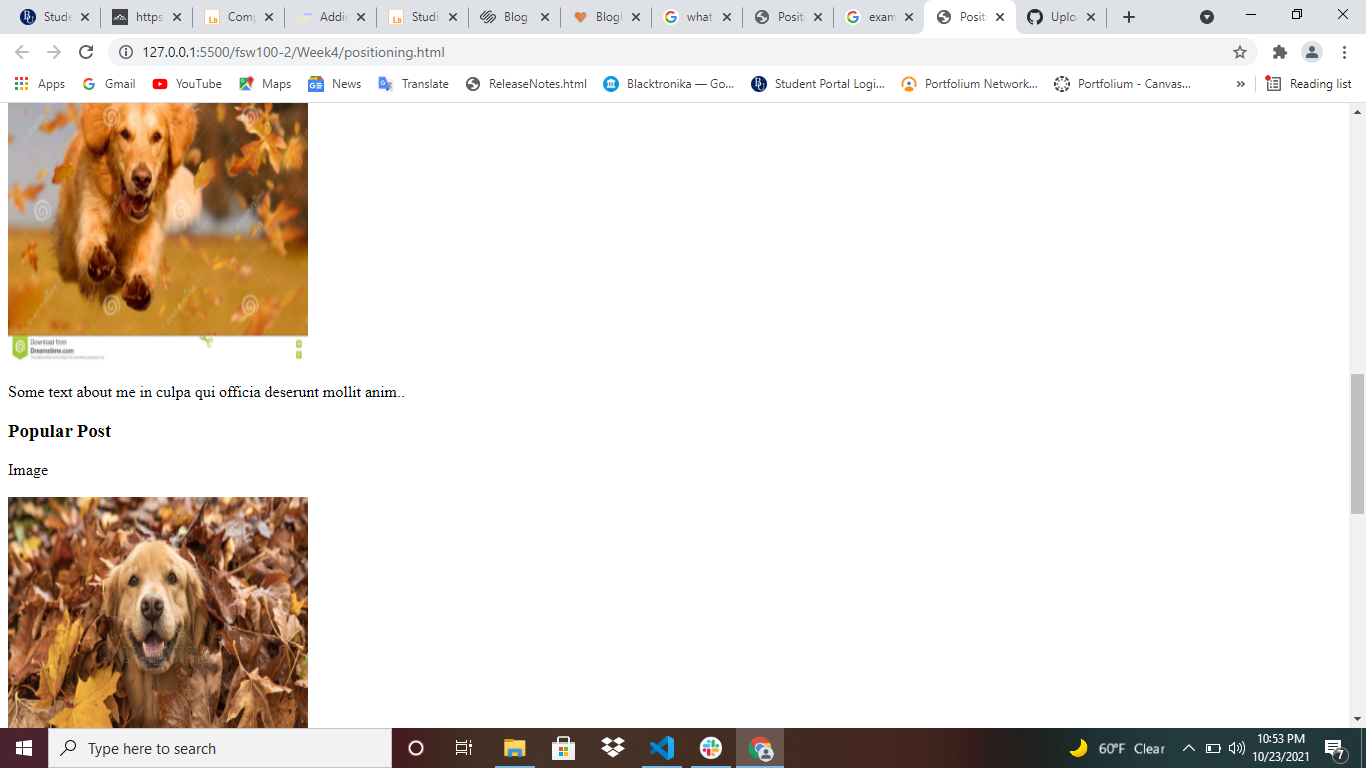 Stude
https
Comp
Addin
Studi
Blog
Blog
what
Positi
exam
Positi
Uploa
127.0.0.1:5500/fsw100-2/Week4/positioning.html
Apps
Gmail
YouTube
Maps
News
Translate
ReleaseNotes.html
Blacktronika — Go...
Student Portal Logi...
Portfolium Network...
Portfolium - Canvas...
»
Reading list
Download from
Dreamstime.com
Some text about me in culpa qui officia deserunt mollit anim..
Popular Post
Image
Type here to search
60°F Clear
10:53 PM
10/23/2021
7